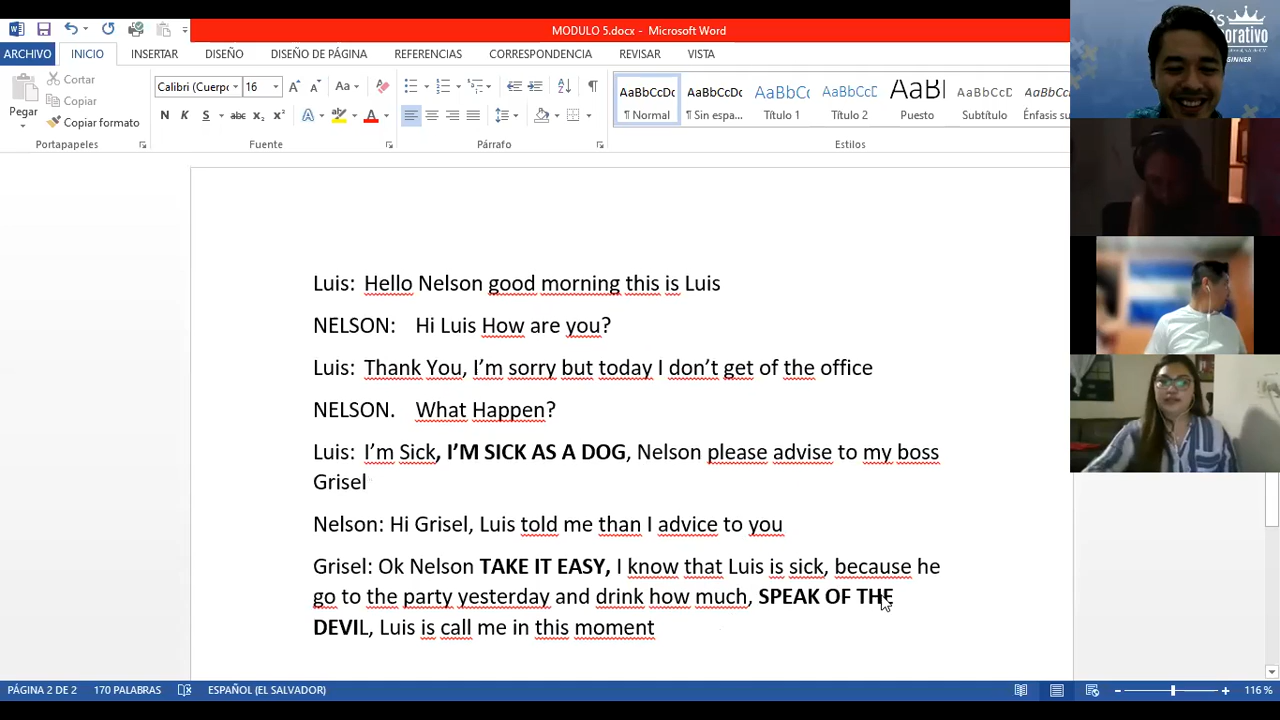 MODULO 5.docx - Microsoft Word
ARCHIVO INICIO INSERTAR DISEÑO DISEÑO DE PÁGINA REFERENCIAS CORRESPONDENCIA REVISAR VISTA
Pegar
Cortar
Copiar
Copiar formato
Portapapeles
Calibri (Cuerpo 16
N K S abc x₂ x²
Aa
A
Fuente
Párrafo
AaBbCcDc AaBbCcDc AaBbCc AaBbCcD AaBl AaBbCcD AaBbCcDc
¶ Normal ¶ Sin espa... Título 1 Título 2 Puesto Subtítulo Énfasis su
Estilos
Luis: Hello Nelson good morning this is Luis
NELSON: Hi Luis How are you?
Luis: Thank You, I'm sorry but today I don't get of the office
NELSON. What Happen?
Luis: I'm Sick, I'M SICK AS A DOG, Nelson please advise to my boss
Grisel
Nelson: Hi Grisel, Luis told me than I advice to you
Grisel: Ok Nelson TAKE IT EASY, I know that Luis is sick, because he
go to the party yesterday and drink how much, SPEAK OF THE
DEVIL, Luis is call me in this moment
PÁGINA 2 DE 2 170 PALABRAS ESPAÑOL (EL SALVADOR) 116 %